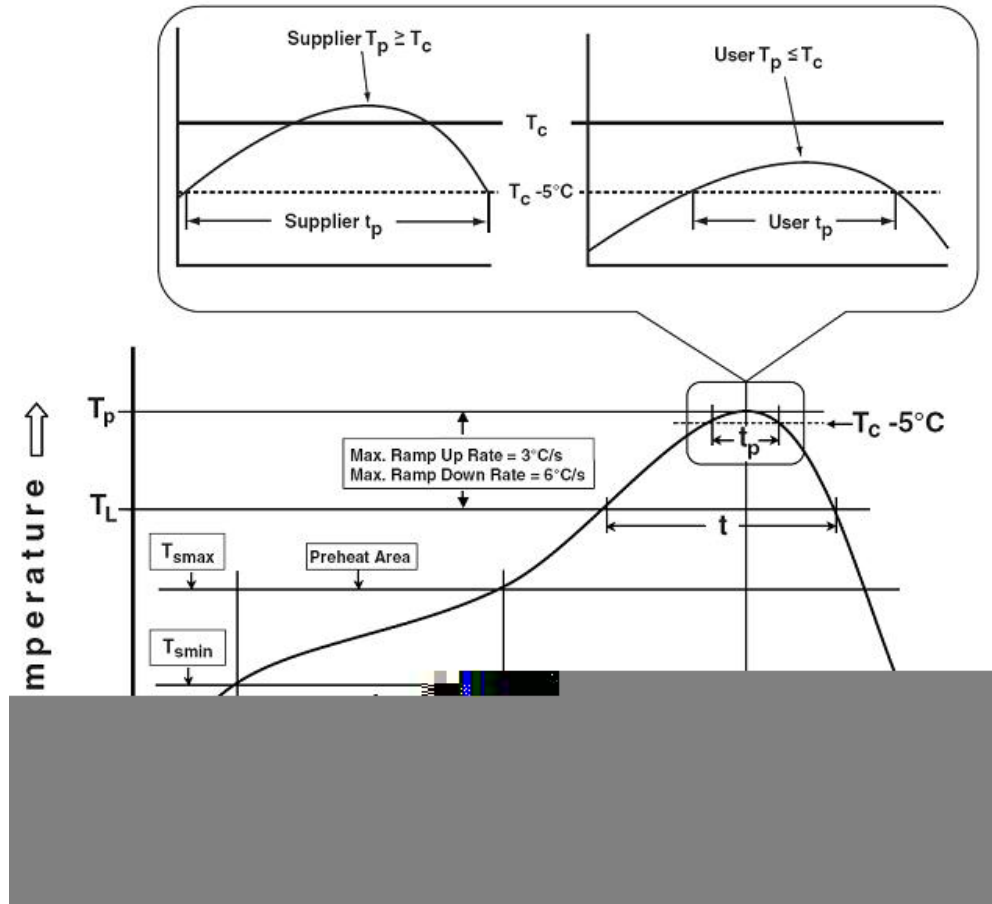 Supplier Tp ≥ Tc
User Tp ≤ Tc
Tc
Tc -5°C
Supplier tp
User tp
Tp
Tc -5°C
tp
Max. Ramp Up Rate = 3°C/s
Max. Ramp Down Rate = 6°C/s
TL
t
Tsmax
Preheat Area
Tsmin
mperature